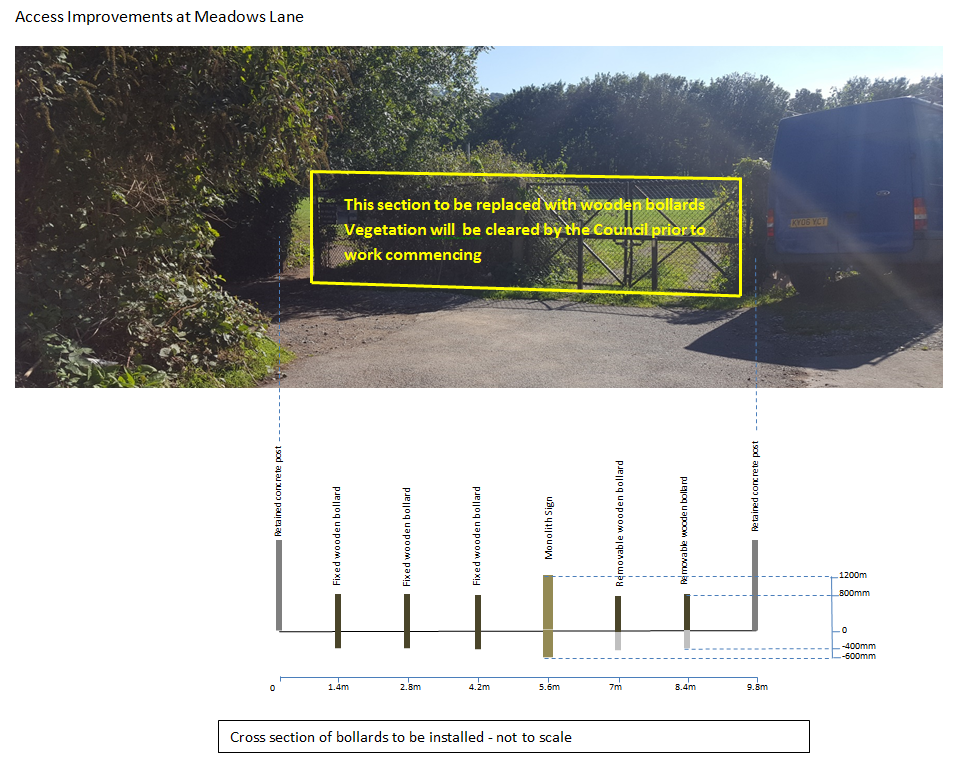 Access Improvements at Meadows Lane
This section to be replaced with wooden bollards
Vegetation will be cleared by the Council prior to
work commencing
Retained concrete post
Fixed wooden bollard
Fixed wooden bollard
Fixed wooden bollard
Monolith Sign
Removable wooden bollard
Removable wooden bollard
Retained concrete post
1200m
800mm
0
-400mm
-600mm
0
1.4m
2.8m
4.2m
5.6m
7m
8.4m
9.8m
Cross section of bollards to be installed - not to scale